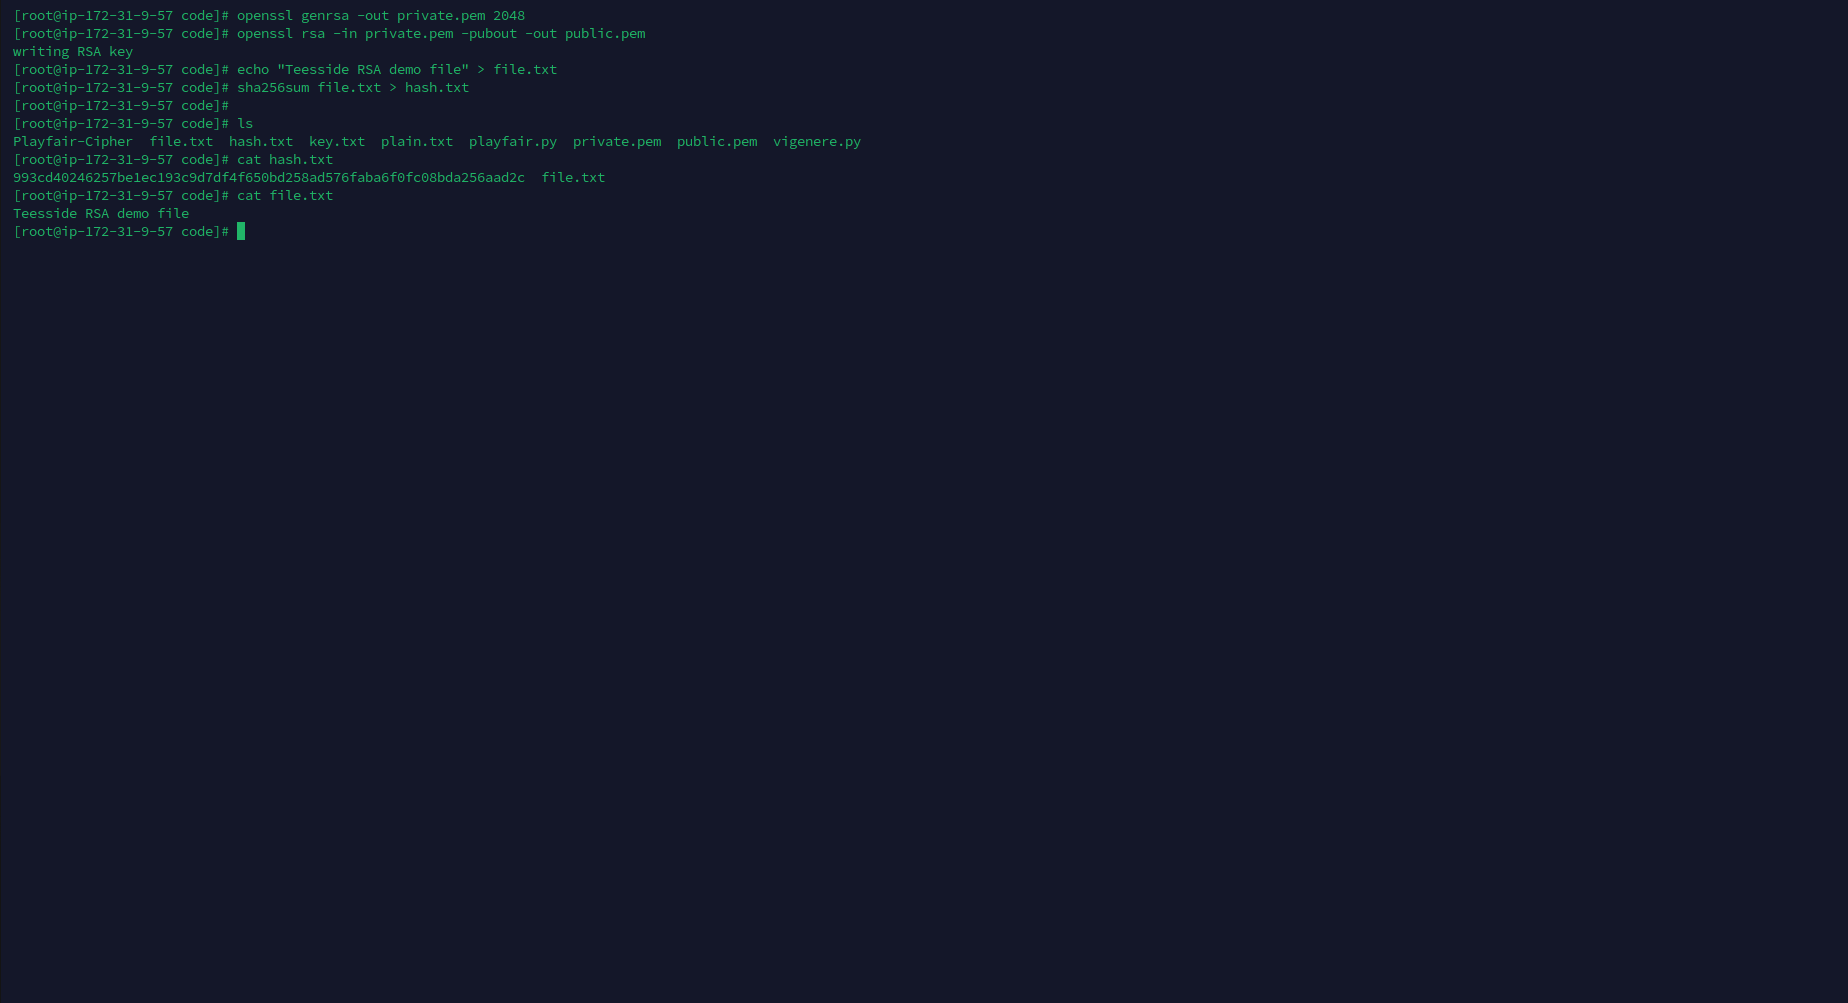 [root@ip-172-31-9-57 code]# openssl genrsa -out private.pem 2048
[root@ip-172-31-9-57 code]# openssl rsa -in private.pem -pubout -out public.pem
writing RSA key
[root@ip-172-31-9-57 code]# echo "Teesside RSA demo file" > file.txt
[root@ip-172-31-9-57 code]# sha256sum file.txt > hash.txt
[root@ip-172-31-9-57 code]#
[root@ip-172-31-9-57 code]# ls
Playfair-Cipher  file.txt  hash.txt  key.txt  plain.txt  playfair.py  private.pem  public.pem  vigenere.py
[root@ip-172-31-9-57 code]# cat hash.txt
993cd40246257be1ec193c9d7df4f650bd258ad576faba6f0fc08bda256aad2c  file.txt
[root@ip-172-31-9-57 code]# cat file.txt
Teesside RSA demo file
[root@ip-172-31-9-57 code]#